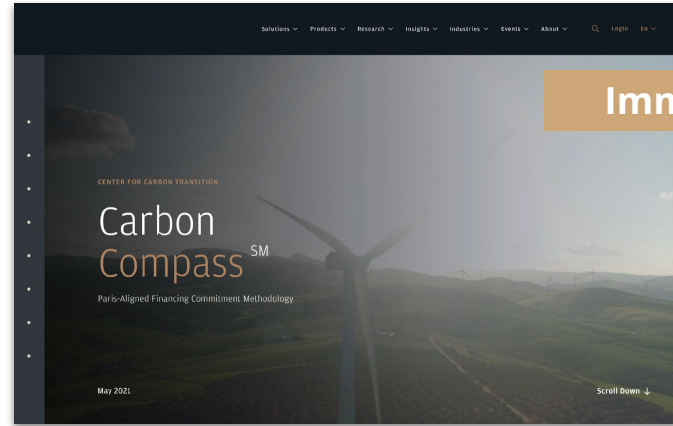 Solutions Products Research Insights Industries Events About Login En
Imm
CENTER FOR CARBON TRANSITION
Carbon
Compass SM
Paris-Aligned Financing Commitment Methodology
May 2021
Scroll Down ↓